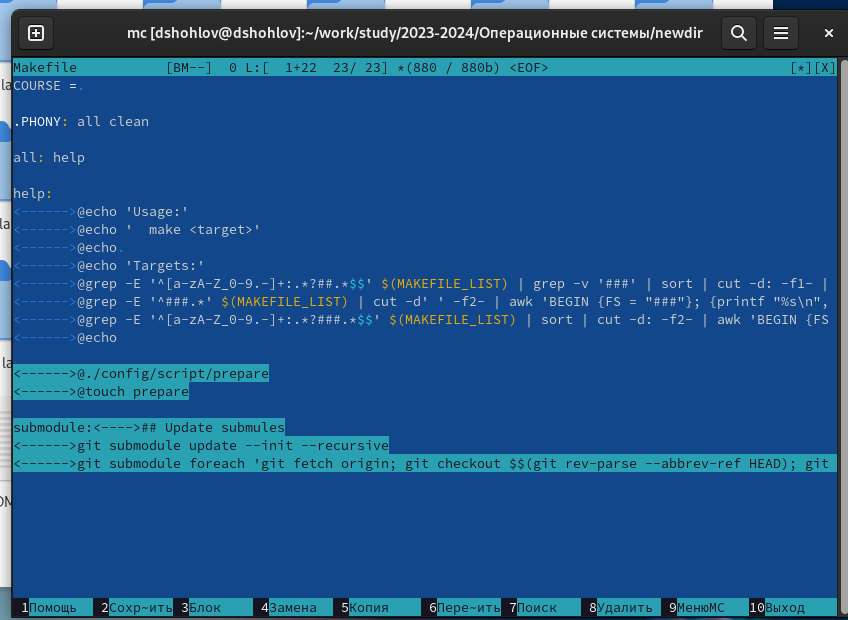 mc [dshohlov@dshohlov]:~/work/study/2023-2024/Операционные системы/newdir
Makefile [BM--] 0 L:[ 1+22 23/ 23] *(880 / 880b) <EOF> [*][X]
COURSE =.
.PHONY: all clean
all: help
help:
<------>@echo 'Usage:'
<------>@echo '  make <target>'
<------>@echo.
<------>@echo 'Targets:'
<------>@grep -E '^[a-zA-Z_0-9.-]+:.*?##.*$$' $(MAKEFILE_LIST) | grep -v '###' | sort | cut -d: -f1- |
<------>@grep -E '^###.*' $(MAKEFILE_LIST) | cut -d' ' -f2- | awk 'BEGIN {FS = "###"}; {printf "%s\n",
<------>@grep -E '^[a-zA-Z_0-9.-]+:.*?###.*$$' $(MAKEFILE_LIST) | sort | cut -d: -f2- | awk 'BEGIN {FS
<------>@echo
<------>@./config/script/prepare
<------>@touch prepare
submodule:<---->## Update submules
<------>git submodule update --init --recursive
<------>git submodule foreach 'git fetch origin; git checkout $$(git rev-parse --abbrev-ref HEAD); git
1Помощь 2Сохр~ить 3Блок 4Замена 5Копия 6Пере~ить 7Поиск 8Удалить 9МенюMC 10Выход